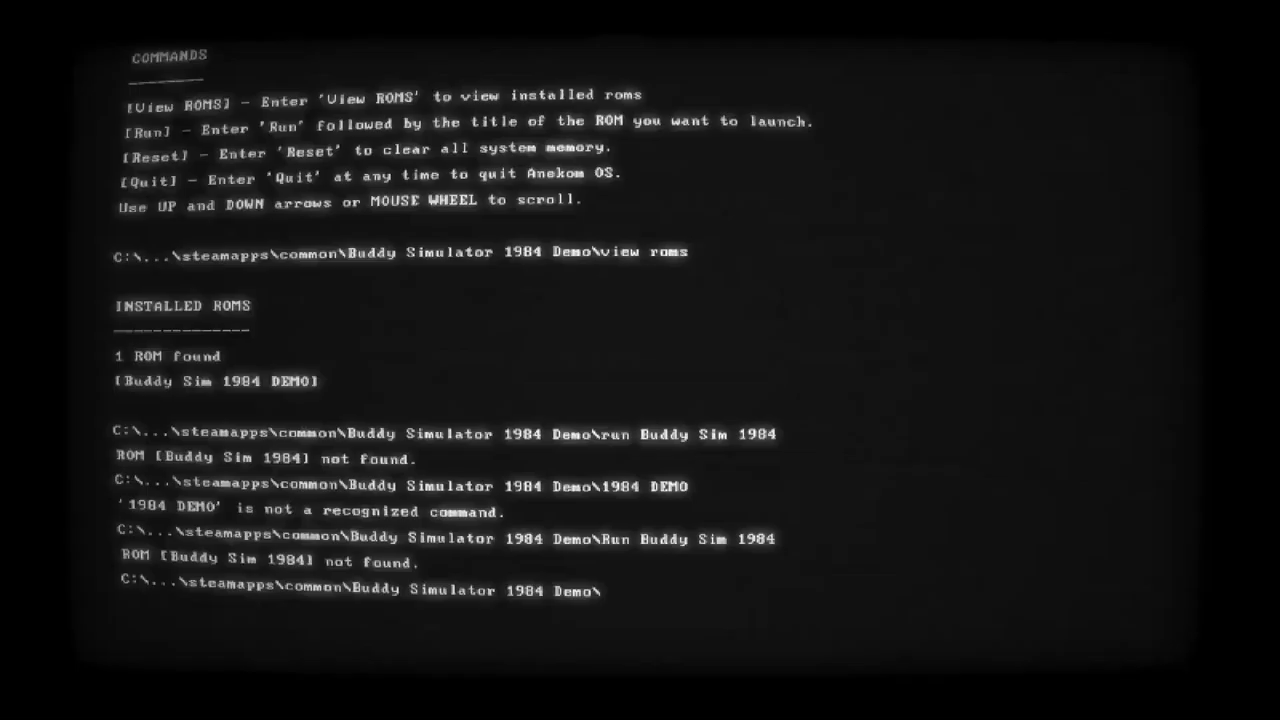 COMMANDS
[View ROMS] - Enter 'View ROMS' to view installed roms
[Run] - Enter 'Run' followed by the title of the ROM you want to launch.
[Reset] - Enter 'Reset' to clear all system memory.
[Quit] - Enter 'Quit' at any time to quit Anekom OS.
Use UP and DOWN arrows or MOUSE WHEEL to scroll.
C:\...\steamapps\common\Buddy Simulator 1984 Demo\view roms
INSTALLED ROMS
1 ROM found
[Buddy Sim 1984 DEMO]
C:\...\steamapps\common\Buddy Simulator 1984 Demo\run Buddy Sim 1984
ROM [Buddy Sim 1984] not found.
C:\...\steamapps\common\Buddy Simulator 1984 Demo\1984 DEMO
'1984 DEMO' is not a recognized command.
C:\...\steamapps\common\Buddy Simulator 1984 Demo\Run Buddy Sim 1984
ROM [Buddy Sim 1984] not found.
C:\...\steamapps\common\Buddy Simulator 1984 Demo\